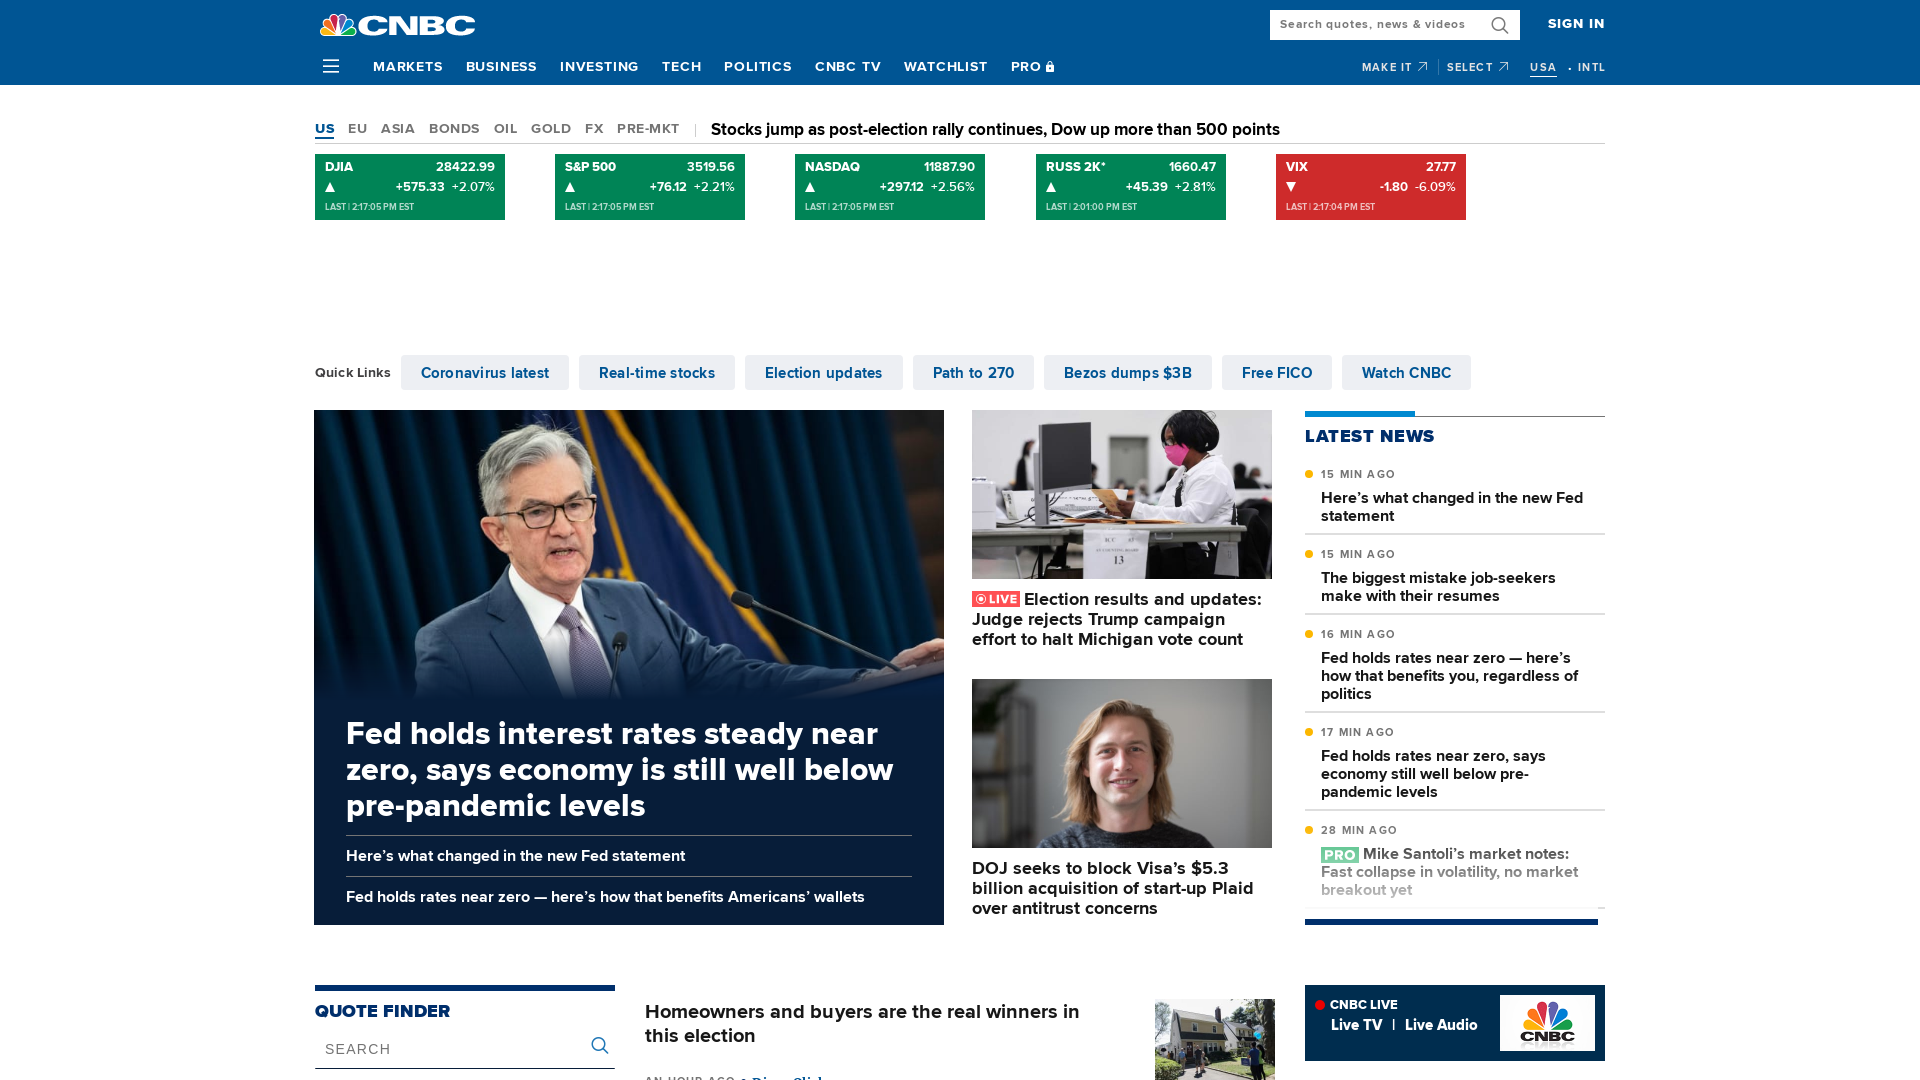 CNBC
Search quotes, news & videos
SIGN IN
MARKETS BUSINESS INVESTING TECH POLITICS CNBC TV WATCHLIST PRO
MAKE IT SELECT USA • INTL
US EU ASIA BONDS OIL GOLD FX PRE-MKT
Stocks jump as post-election rally continues, Dow up more than 500 points
DJIA 28422.99
▲ +575.33 +2.07%
LAST | 2:17:05 PM EST
S&P 500 3519.56
▲ +76.12 +2.21%
LAST | 2:17:05 PM EST
NASDAQ 11887.90
▲ +297.12 +2.56%
LAST | 2:17:05 PM EST
RUSS 2K* 1660.47
▲ +45.39 +2.81%
LAST | 2:01:00 PM EST
VIX 27.77
▼ -1.80 -6.09%
LAST | 2:17:04 PM EST
Quick Links
Coronavirus latest
Real-time stocks
Election updates
Path to 270
Bezos dumps $3B
Free FICO
Watch CNBC
Fed holds interest rates steady near
zero, says economy is still well below
pre-pandemic levels
Here’s what changed in the new Fed statement
Fed holds rates near zero — here’s how that benefits Americans’ wallets
13
LIVE Election results and updates:
Judge rejects Trump campaign
effort to halt Michigan vote count
DOJ seeks to block Visa’s $5.3
billion acquisition of start-up Plaid
over antitrust concerns
LATEST NEWS
15 MIN AGO
Here’s what changed in the new Fed
statement
15 MIN AGO
The biggest mistake job-seekers
make with their resumes
16 MIN AGO
Fed holds rates near zero — here’s
how that benefits you, regardless of
politics
17 MIN AGO
Fed holds rates near zero, says
economy still well below pre-
pandemic levels
28 MIN AGO
PRO Mike Santoli’s market notes:
Fast collapse in volatility, no market
breakout yet
QUOTE FINDER
SEARCH
Homeowners and buyers are the real winners in
this election
AN HOUR AGO •
CNBC LIVE
Live TV | Live Audio
CNBC